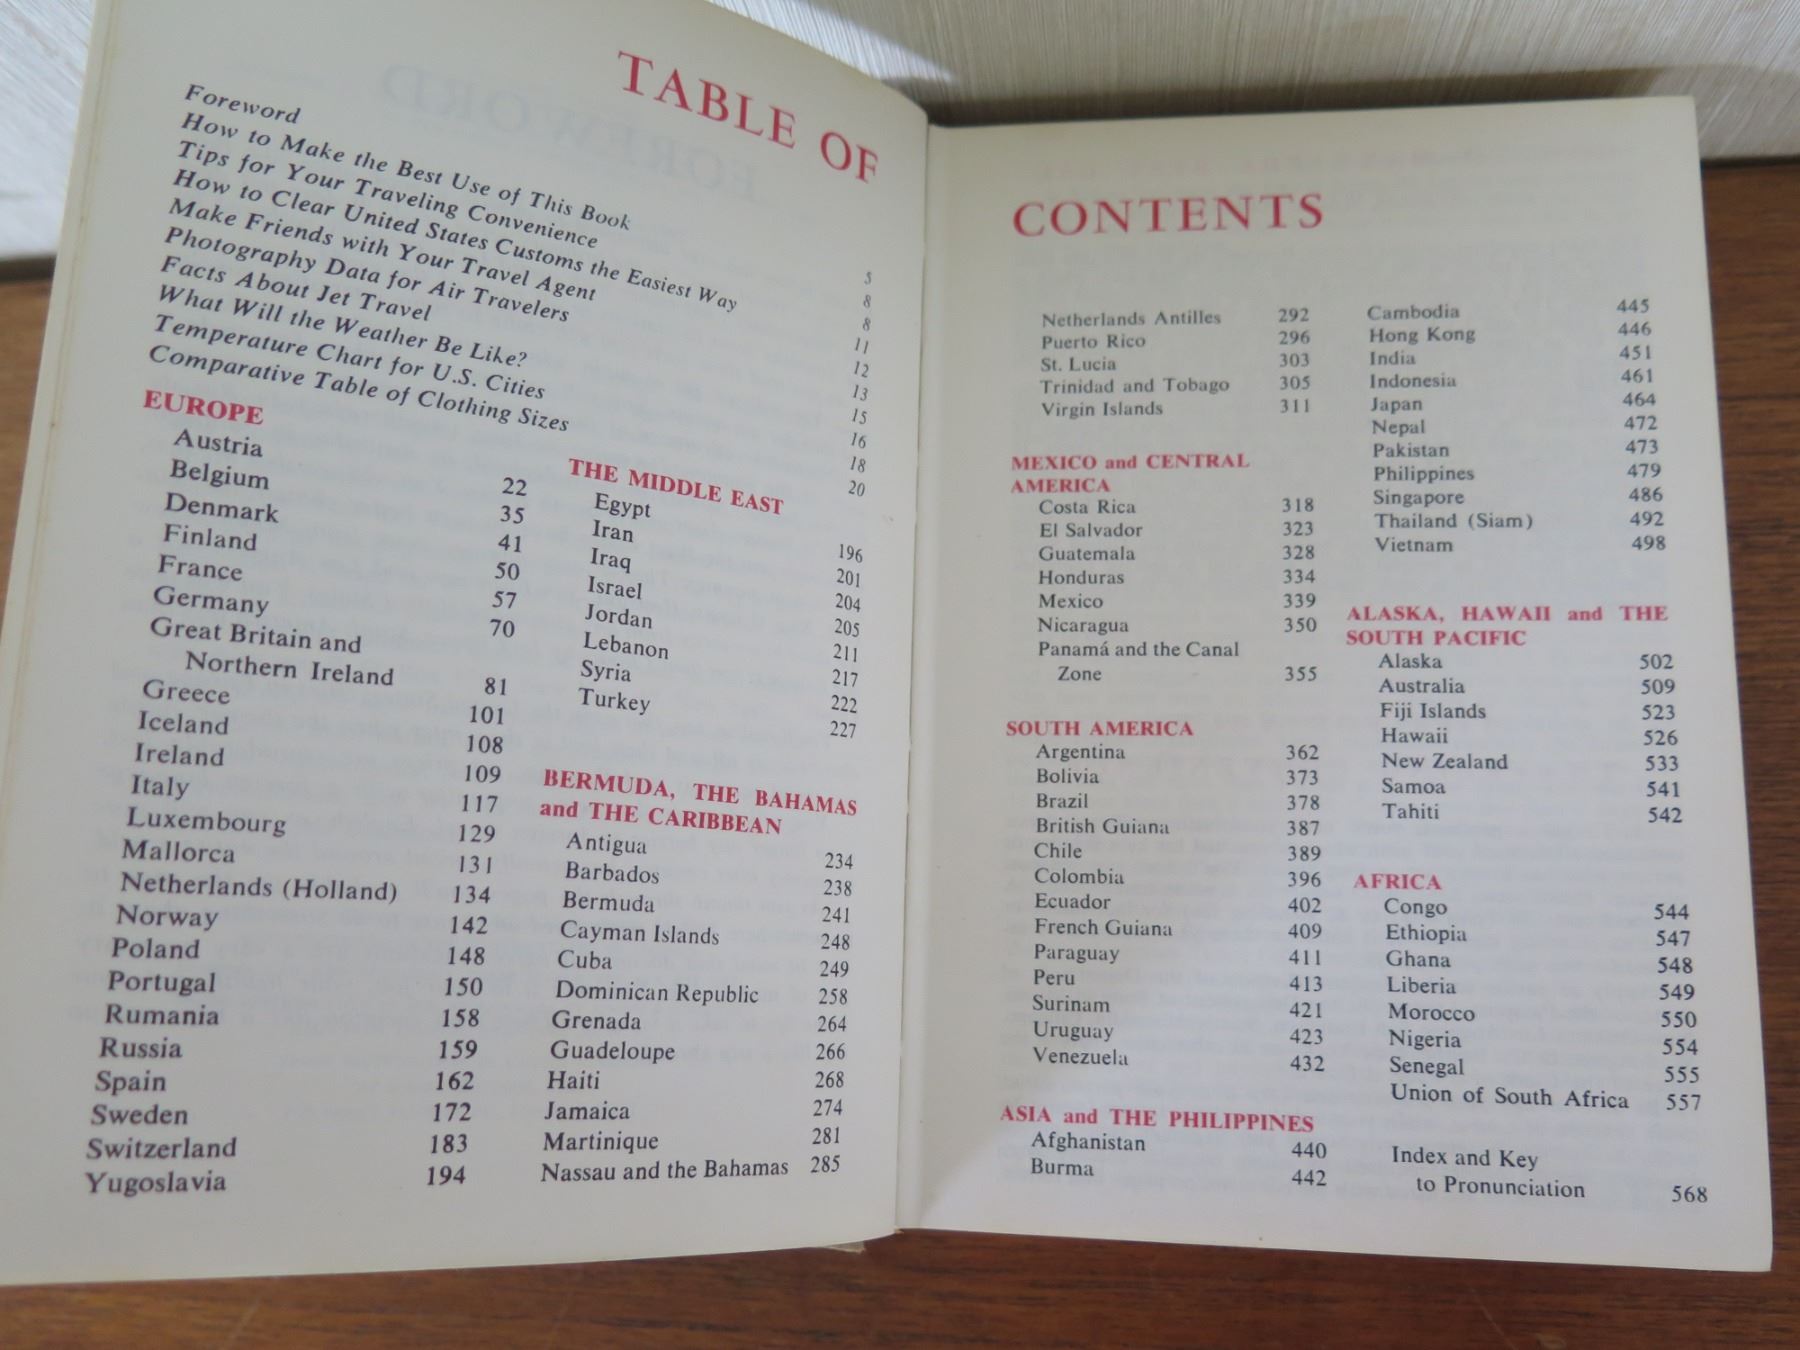 TABLE OF
Foreword 5
How to Make the Best Use of This Book 8
Tips for Your Traveling Convenience 8
How to Clear United States Customs the Easiest Way 11
Make Friends with Your Travel Agent 12
Photography Data for Air Travelers 13
Facts About Jet Travel 15
What Will the Weather Be Like? 16
Temperature Chart for U.S. Cities 18
Comparative Table of Clothing Sizes 20
EUROPE
Austria 22
Belgium 35
Denmark 41
Finland 50
France 57
Germany 70
Great Britain and
Northern Ireland 81
Greece 101
Iceland 108
Ireland 109
Italy 117
Luxembourg 129
Mallorca 131
Netherlands (Holland) 134
Norway 142
Poland 148
Portugal 150
Rumania 158
Russia 159
Spain 162
Sweden 172
Switzerland 183
Yugoslavia 194
THE MIDDLE EAST
Egypt 196
Iran 201
Iraq 204
Israel 205
Jordan 211
Lebanon 217
Syria 222
Turkey 227
BERMUDA, THE BAHAMAS
and THE CARIBBEAN
Antigua 234
Barbados 238
Bermuda 241
Cayman Islands 248
Cuba 249
Dominican Republic 258
Grenada 264
Guadeloupe 266
Haiti 268
Jamaica 274
Martinique 281
Nassau and the Bahamas 285
CONTENTS
Netherlands Antilles 292
Puerto Rico 296
St. Lucia 303
Trinidad and Tobago 305
Virgin Islands 311
MEXICO and CENTRAL
AMERICA
Costa Rica 318
El Salvador 323
Guatemala 328
Honduras 334
Mexico 339
Nicaragua 350
Panamá and the Canal
Zone 355
SOUTH AMERICA
Argentina 362
Bolivia 373
Brazil 378
British Guiana 387
Chile 389
Colombia 396
Ecuador 402
French Guiana 409
Paraguay 411
Peru 413
Surinam 421
Uruguay 423
Venezuela 432
ASIA and THE PHILIPPINES
Afghanistan 440
Burma 442
Cambodia 445
Hong Kong 446
India 451
Indonesia 461
Japan 464
Nepal 472
Pakistan 473
Philippines 479
Singapore 486
Thailand (Siam) 492
Vietnam 498
ALASKA, HAWAII and THE
SOUTH PACIFIC
Alaska 502
Australia 509
Fiji Islands 523
Hawaii 526
New Zealand 533
Samoa 541
Tahiti 542
AFRICA
Congo 544
Ethiopia 547
Ghana 548
Liberia 549
Morocco 550
Nigeria 554
Senegal 555
Union of South Africa 557
Index and Key
to Pronunciation 568